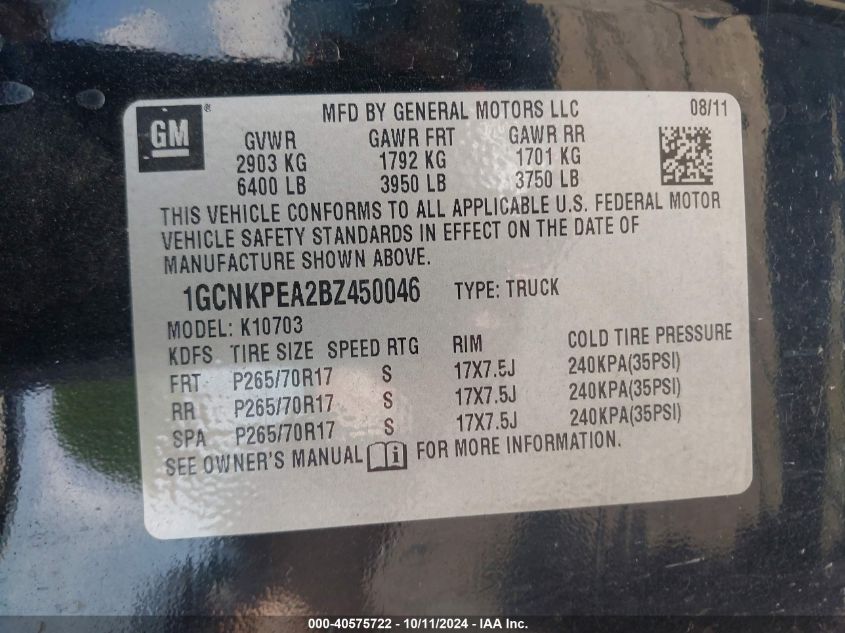 GM ® MFD BY GENERAL MOTORS LLC 08/11
GVWR GAWR FRT GAWR RR
2903 KG 1792 KG 1701 KG
6400 LB 3950 LB 3750 LB
THIS VEHICLE CONFORMS TO ALL APPLICABLE U.S. FEDERAL MOTOR
VEHICLE SAFETY STANDARDS IN EFFECT ON THE DATE OF
MANUFACTURE SHOWN ABOVE.
1GCNKPEA2BZ450046 TYPE: TRUCK
MODEL: K10703
KDFS TIRE SIZE SPEED RTG RIM COLD TIRE PRESSURE
FRT P265/70R17 S 17X7.5J 240KPA(35PSI)
RR P265/70R17 S 17X7.5J 240KPA(35PSI)
SPA P265/70R17 S 17X7.5J 240KPA(35PSI)
SEE OWNER'S MANUAL i FOR MORE INFORMATION.
000-40575722 - 10/11/2024 - IAA Inc.